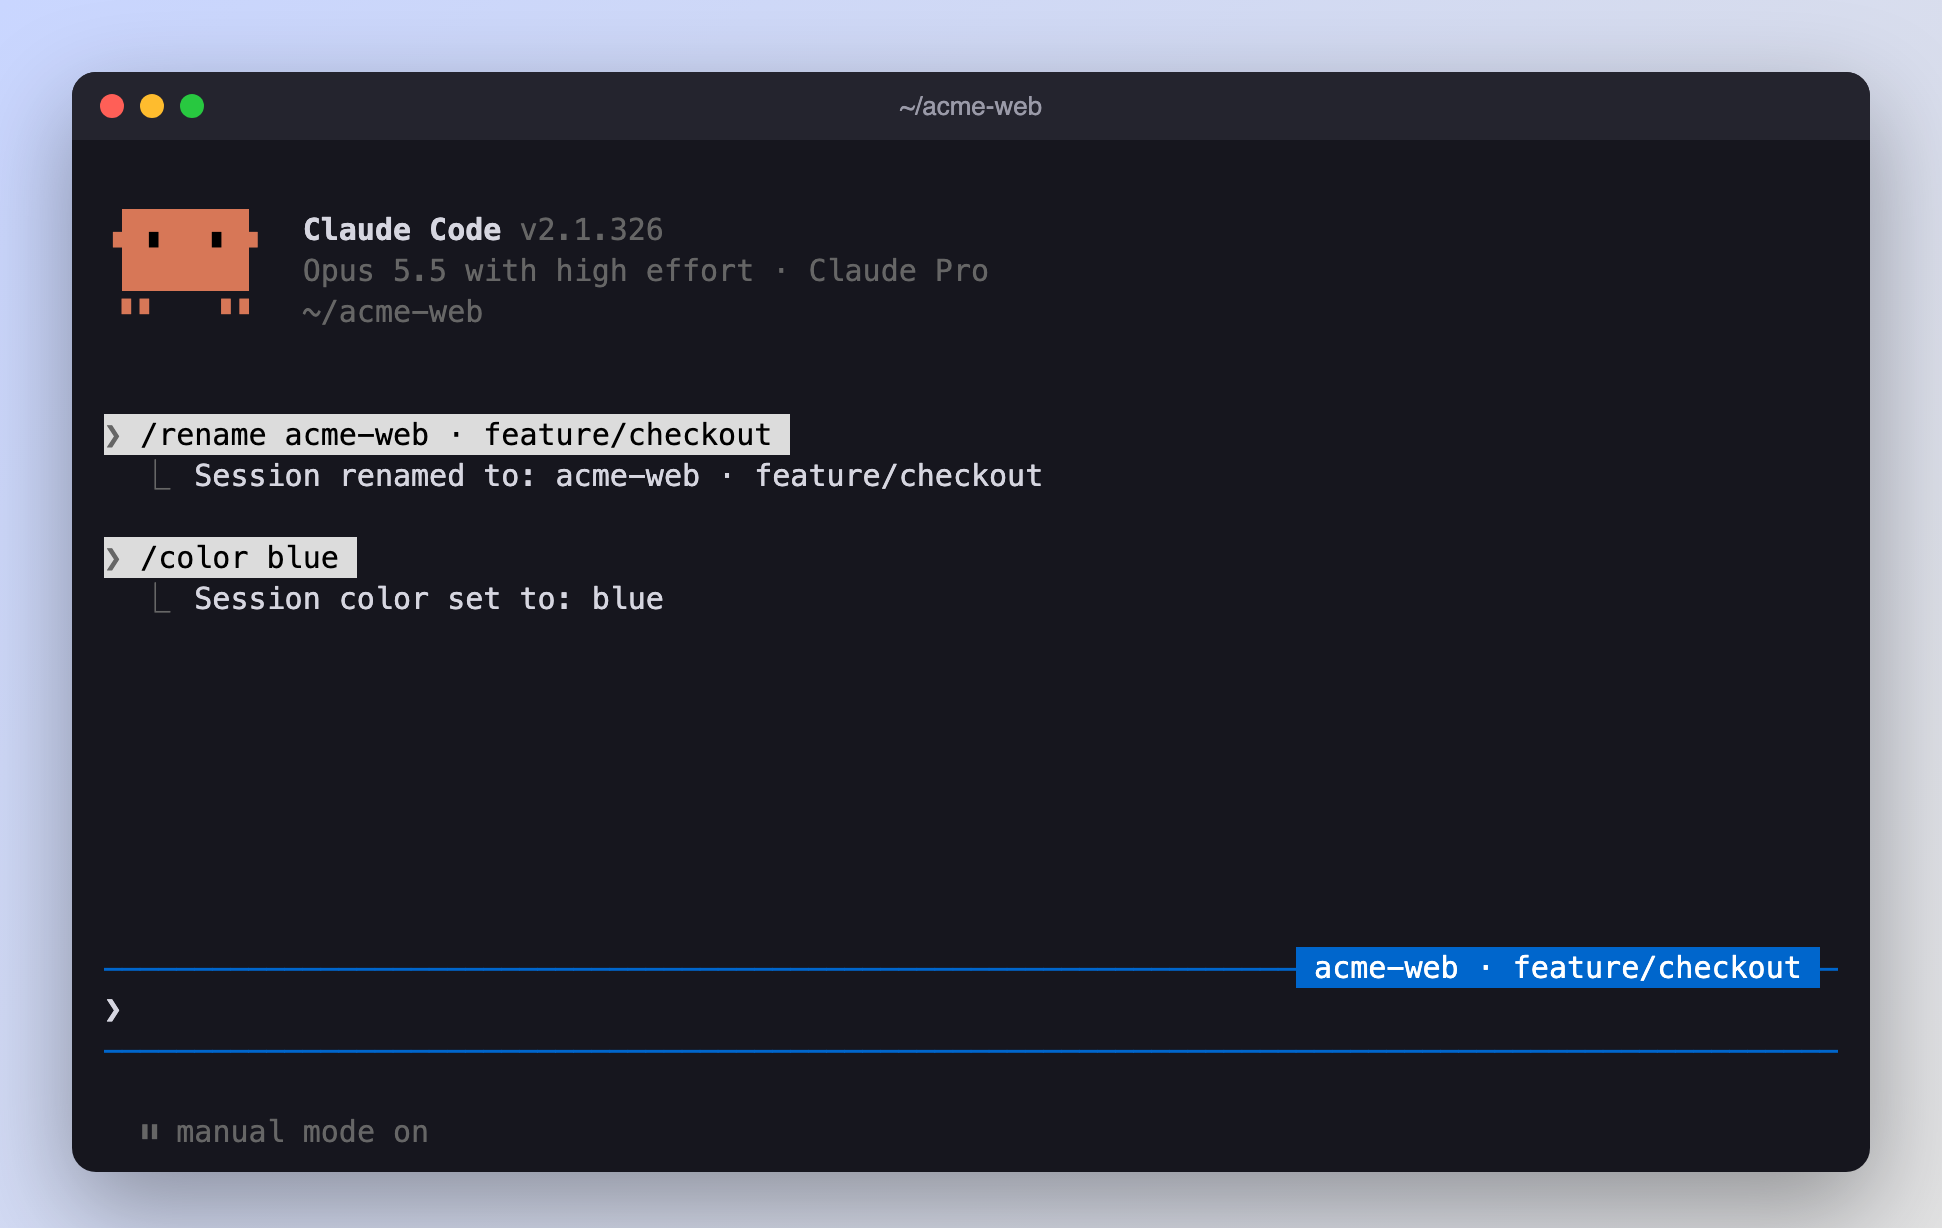 ~/acme-web
Claude Code v2.1.326
Opus 5.5 with high effort · Claude Pro
~/acme-web
❯ /rename acme-web · feature/checkout
⎿ Session renamed to: acme-web · feature/checkout
❯ /color blue
⎿ Session color set to: blue
acme-web · feature/checkout
❯
⏸ manual mode on